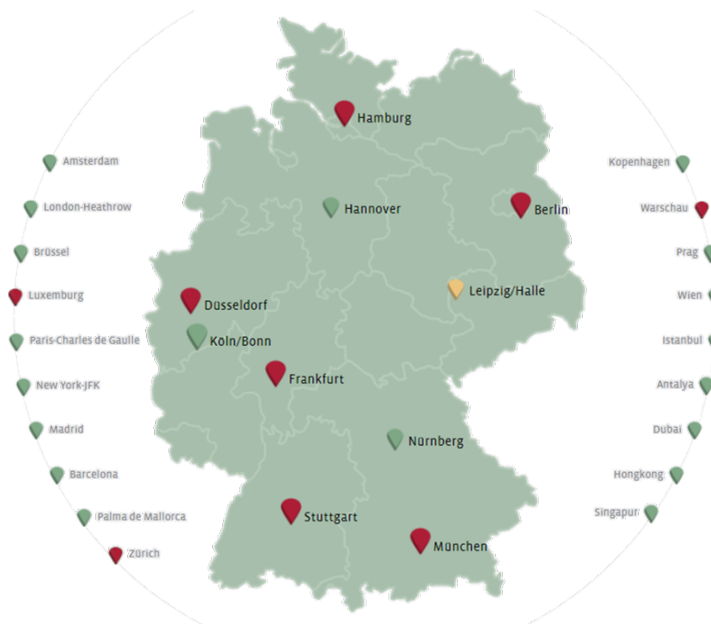 Hamburg
Hannover
Berlin
Leipzig/Halle
Düsseldorf
Köln/Bonn
Frankfurt
Nürnberg
Stuttgart
München
Amsterdam
London-Heathrow
Brüssel
Luxemburg
Paris-Charles de Gaulle
New York-JFK
Madrid
Barcelona
Palma de Mallorca
Zürich
Kopenhagen
Warschau
Prag
Wien
Istanbul
Antalya
Dubai
Hongkong
Singapur